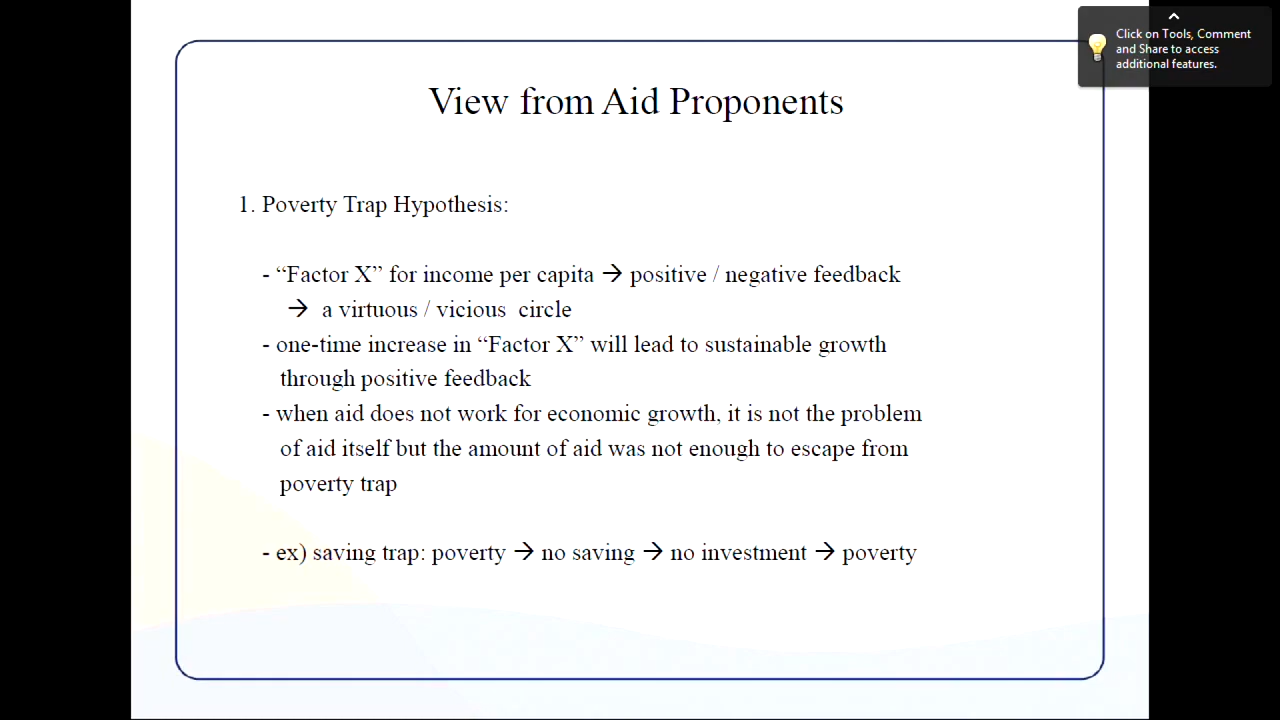 View from Aid Proponents
1. Poverty Trap Hypothesis:
- “Factor X” for income per capita → positive / negative feedback
→ a virtuous / vicious circle
- one-time increase in “Factor X” will lead to sustainable growth
through positive feedback
- when aid does not work for economic growth, it is not the problem
of aid itself but the amount of aid was not enough to escape from
poverty trap
- ex) saving trap: poverty → no saving → no investment → poverty
Click on Tools, Comment
and Share to access
additional features.